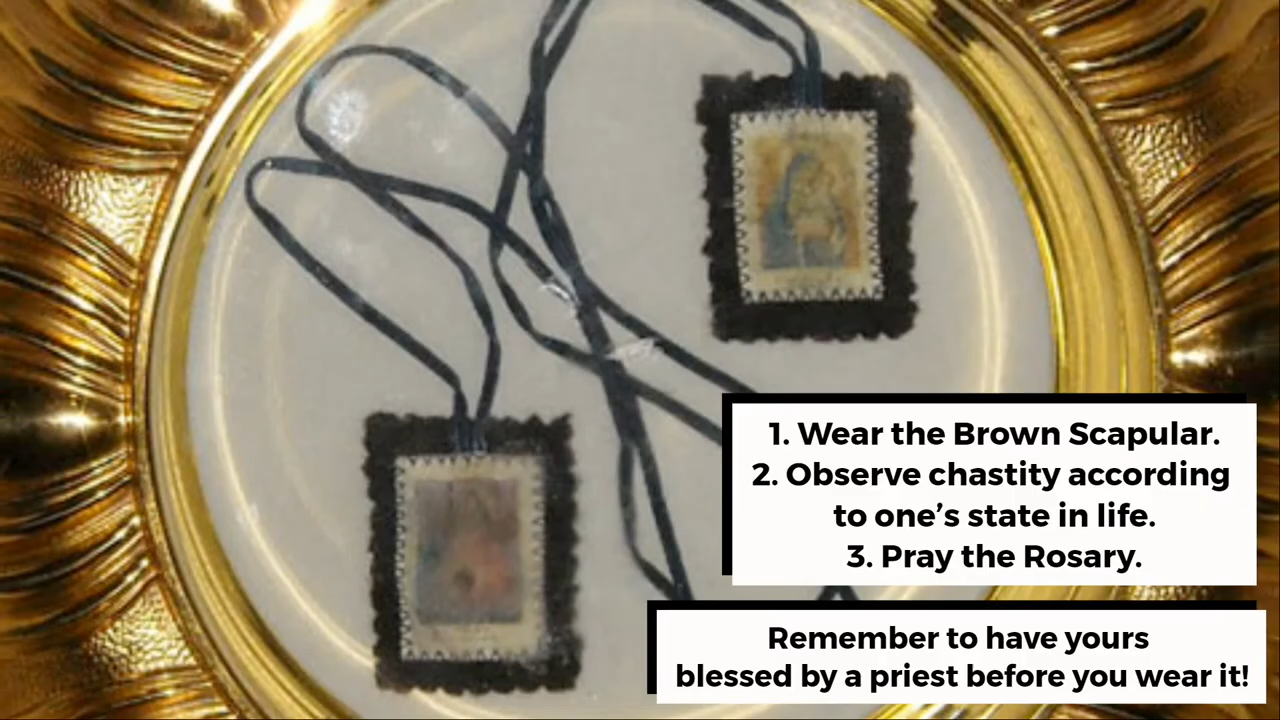 1. Wear the Brown Scapular.
2. Observe chastity according
to one’s state in life.
3. Pray the Rosary.
Remember to have yours
blessed by a priest before you wear it!